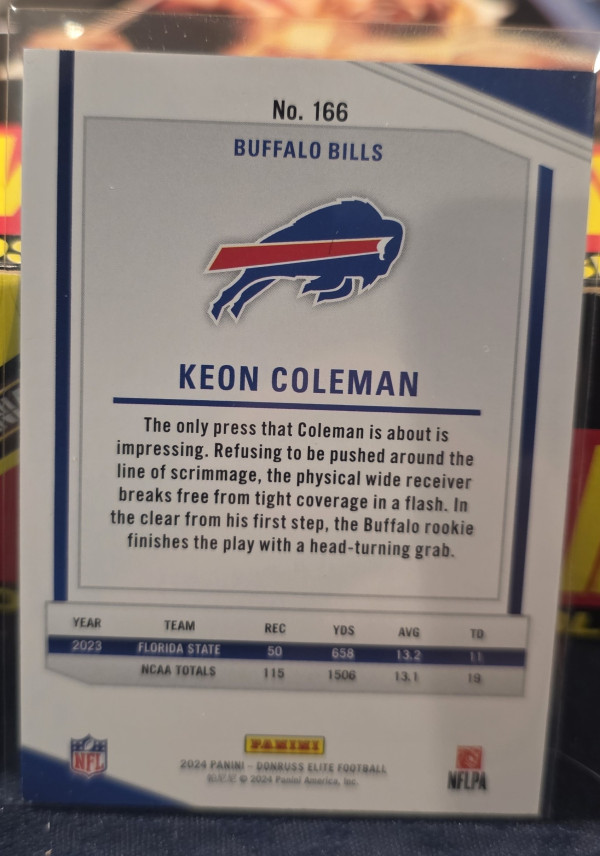 No. 166
BUFFALO BILLS
KEON COLEMAN
The only press that Coleman is about is
impressing. Refusing to be pushed around the
line of scrimmage, the physical wide receiver
breaks free from tight coverage in a flash. In
the clear from his first step, the Buffalo rookie
finishes the play with a head-turning grab.
YEAR TEAM REC YDS AVG TD
2023 FLORIDA STATE 50 658 13.2 11
NCAA TOTALS 115 1506 13.1 19
NFL
PANINI
NFLPA
2024 PANINI - DONRUSS ELITE FOOTBALL
© 2024 Panini America, Inc.